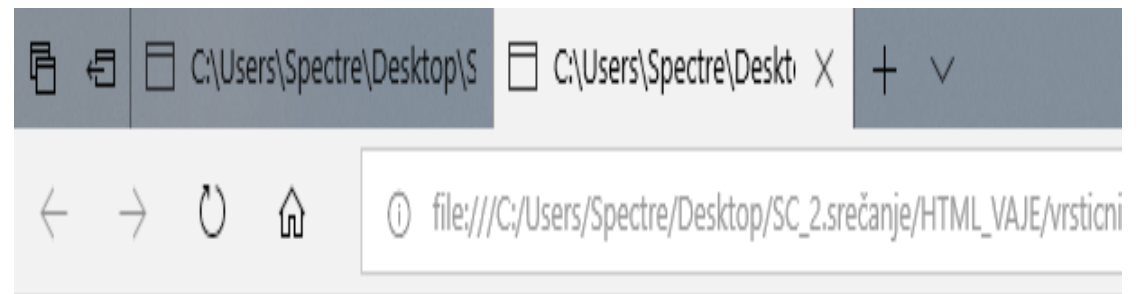 C:\Users\Spectre\Desktop\S
C:\Users\Spectre\Deskt
file:///C:/Users/Spectre/Desktop/SC_2.srečanje/HTML_VAJE/vrsticni